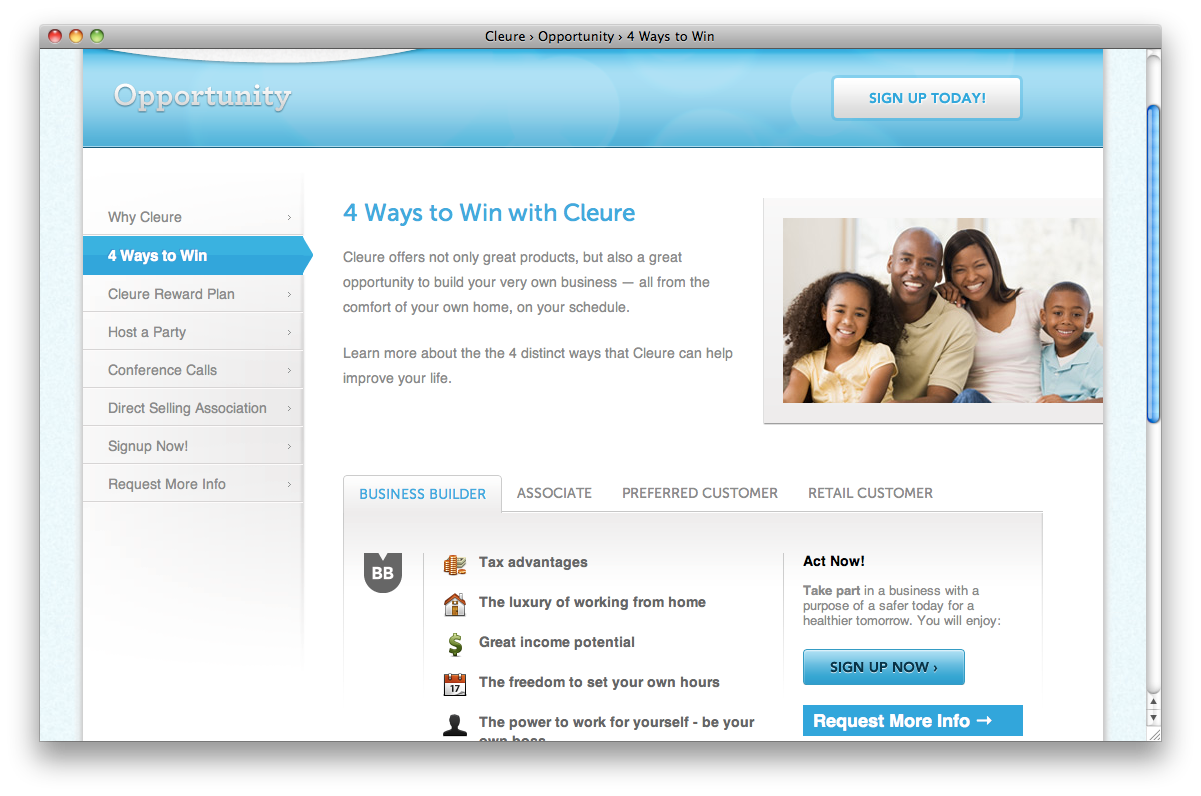 Cleure › Opportunity › 4 Ways to Win
Opportunity
SIGN UP TODAY!
Why Cleure ›
4 Ways to Win
Cleure Reward Plan ›
Host a Party ›
Conference Calls ›
Direct Selling Association ›
Signup Now! ›
Request More Info ›
4 Ways to Win with Cleure
Cleure offers not only great products, but also a great
opportunity to build your very own business — all from the
comfort of your own home, on your schedule.
Learn more about the the 4 distinct ways that Cleure can help
improve your life.
BUSINESS BUILDER ASSOCIATE PREFERRED CUSTOMER RETAIL CUSTOMER
BB
Tax advantages
The luxury of working from home
$
Great income potential
17
The freedom to set your own hours
The power to work for yourself - be your
own boss
Act Now!
Take part in a business with a
purpose of a safer today for a
healthier tomorrow. You will enjoy:
SIGN UP NOW ›
Request More Info →